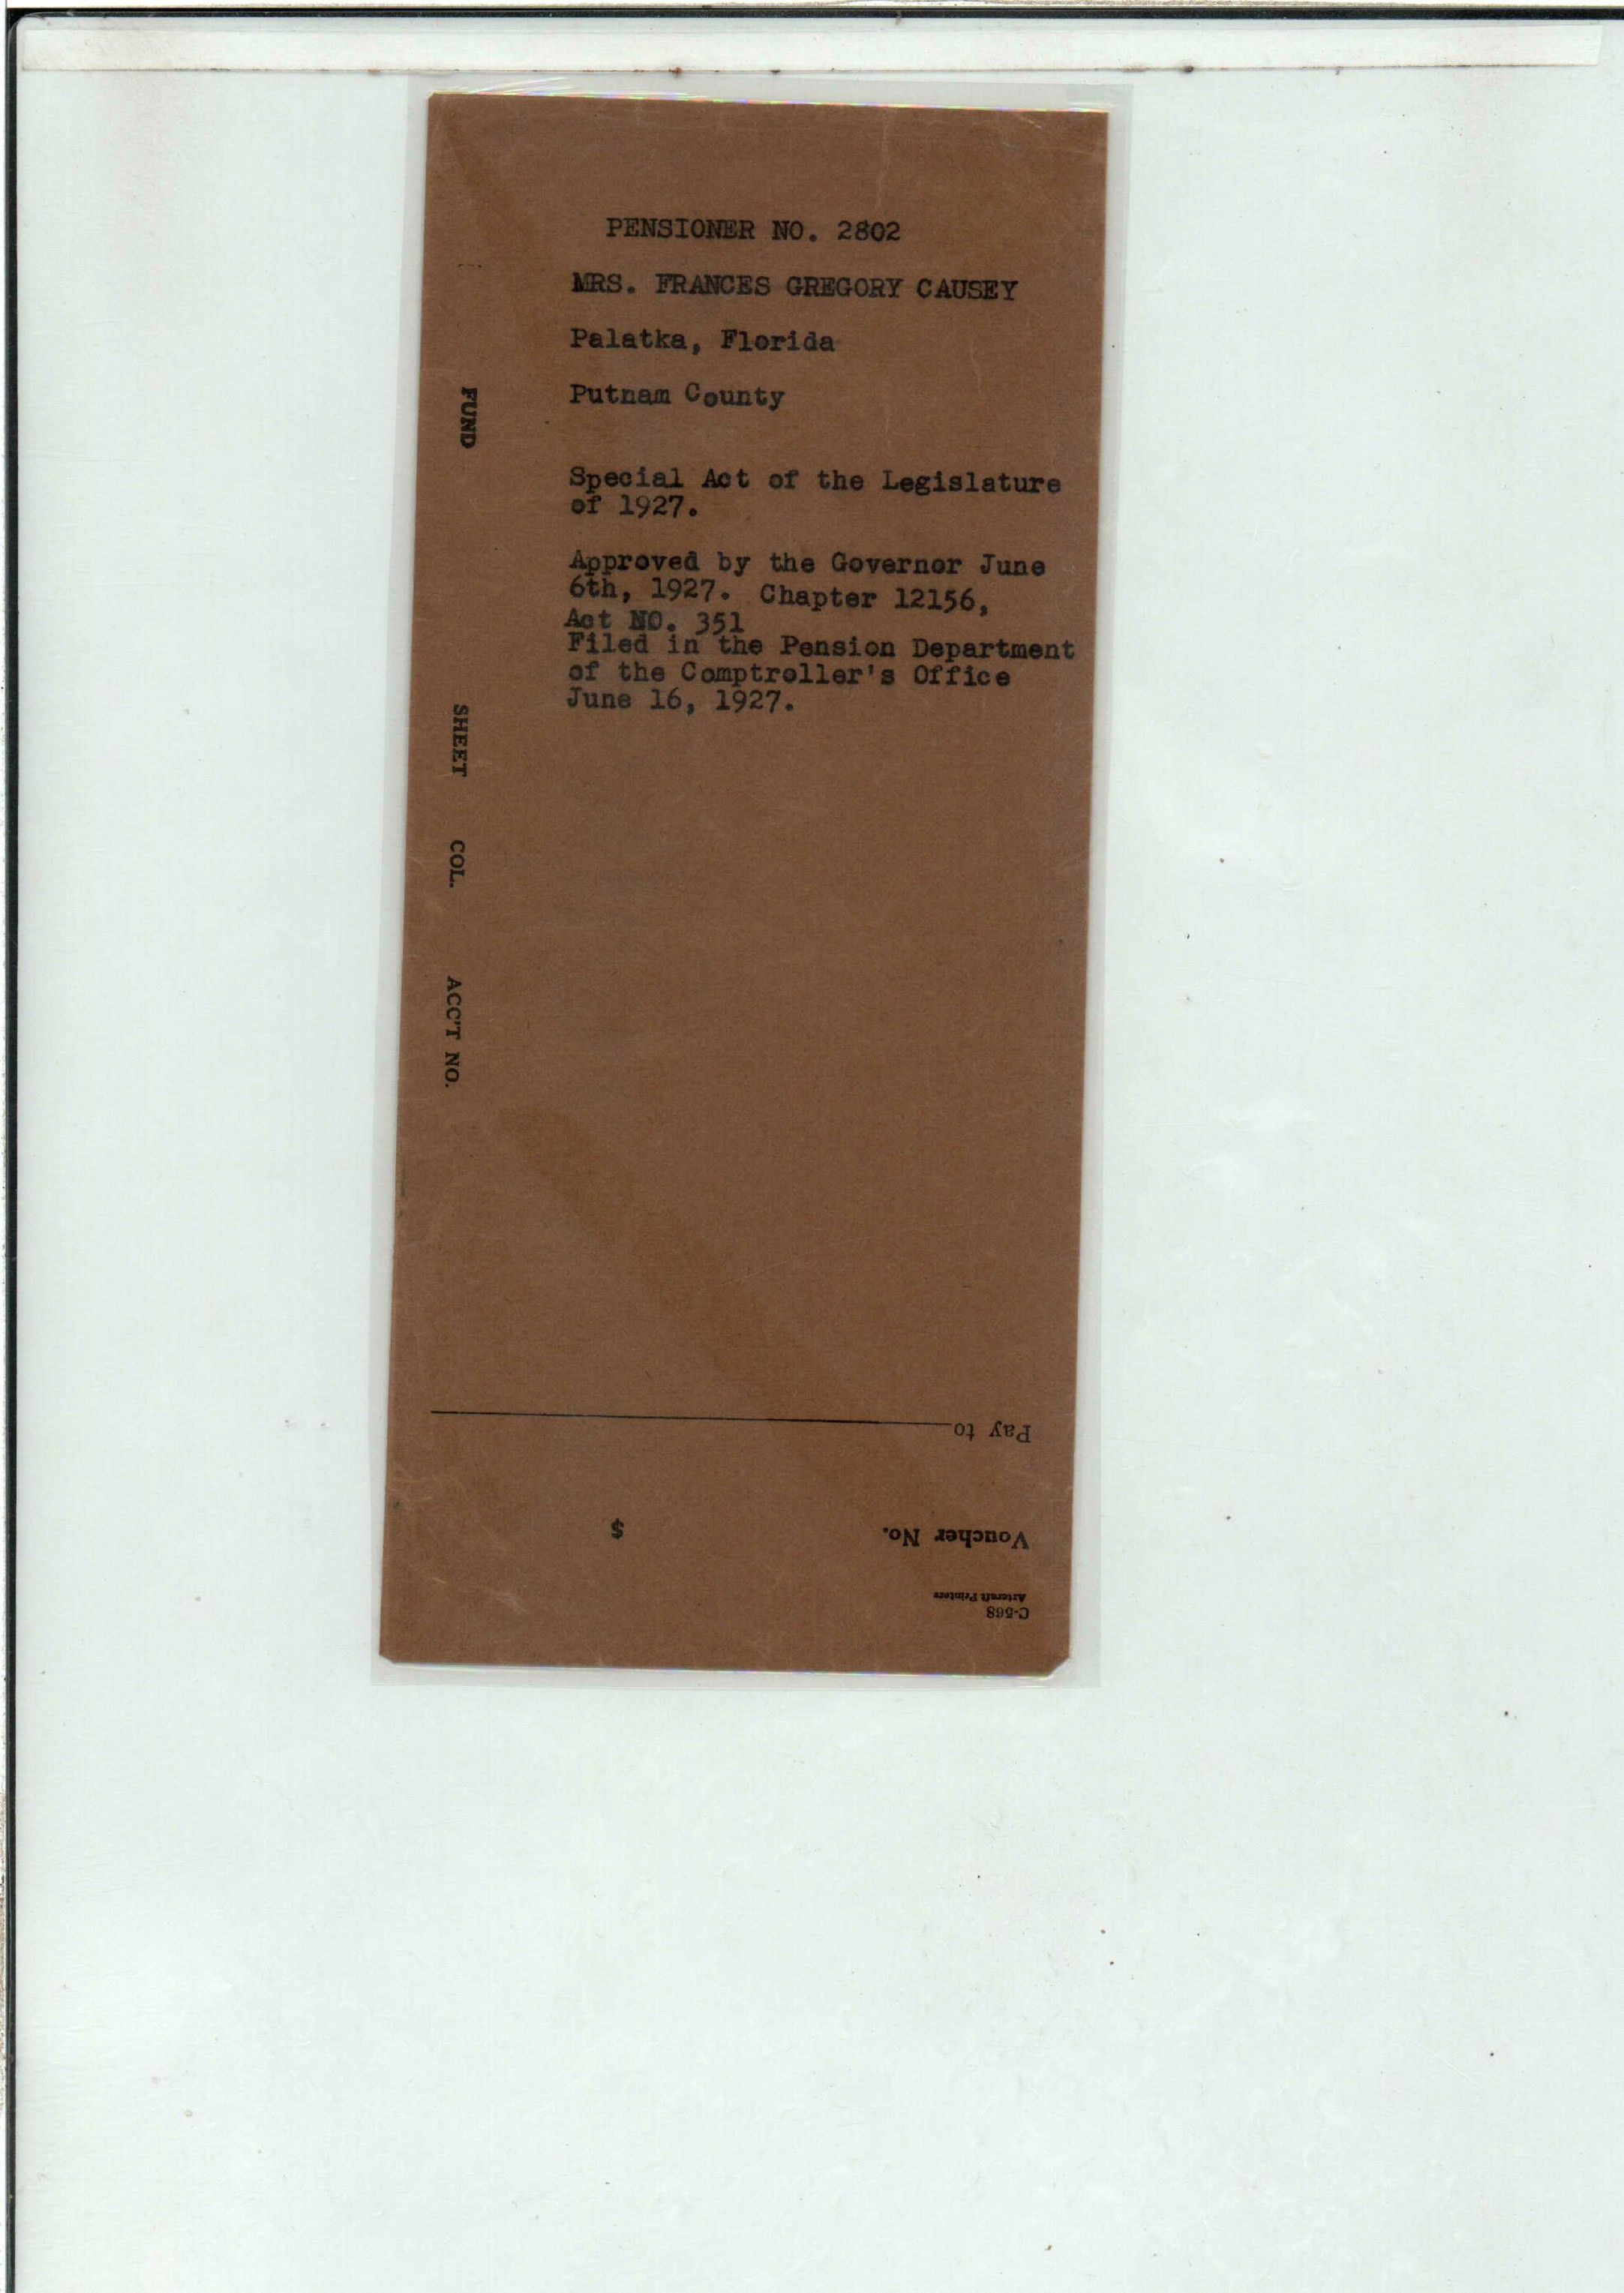 PENSIONER NO. 2802
MRS. FRANCES GREGORY CAUSEY
Palatka, Florida
Putnam County
Special Act of the Legislature
of 1927.
Approved by the Governor June
6th, 1927. Chapter 12156,
Act NO. 351
Filed in the Pension Department
of the Comptroller's Office
June 16, 1927.
FUND
SHEET
COL.
ACC'T NO.
Pay to
Voucher No. $
Artcraft Printers
C-568